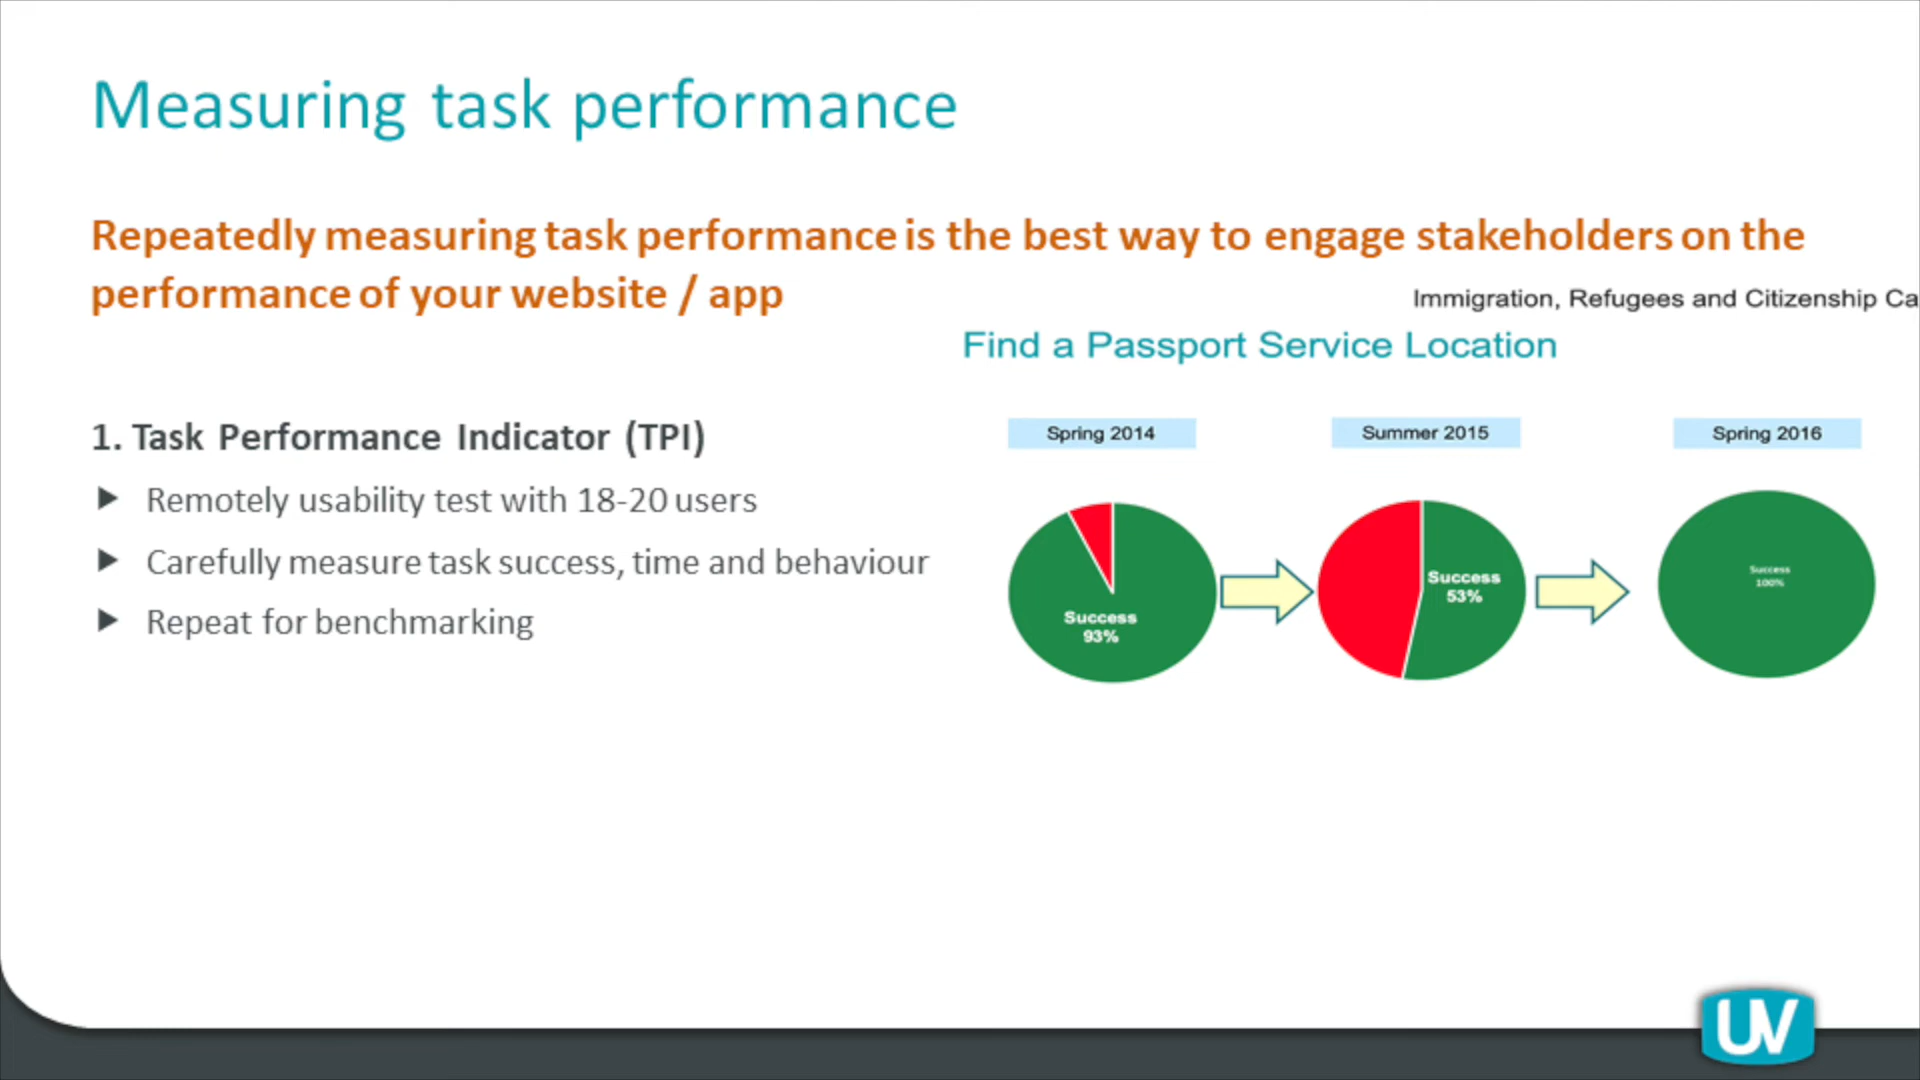 Measuring task performance
Repeatedly measuring task performance is the best way to engage stakeholders on the
performance of your website / app
Immigration, Refugees and Citizenship Ca
Find a Passport Service Location
1. Task Performance Indicator (TPI)
Remotely usability test with 18-20 users
Carefully measure task success, time and behaviour
Repeat for benchmarking
Spring 2014
Summer 2015
Spring 2016
Success
93%
Success
53%
Success
100%
UV